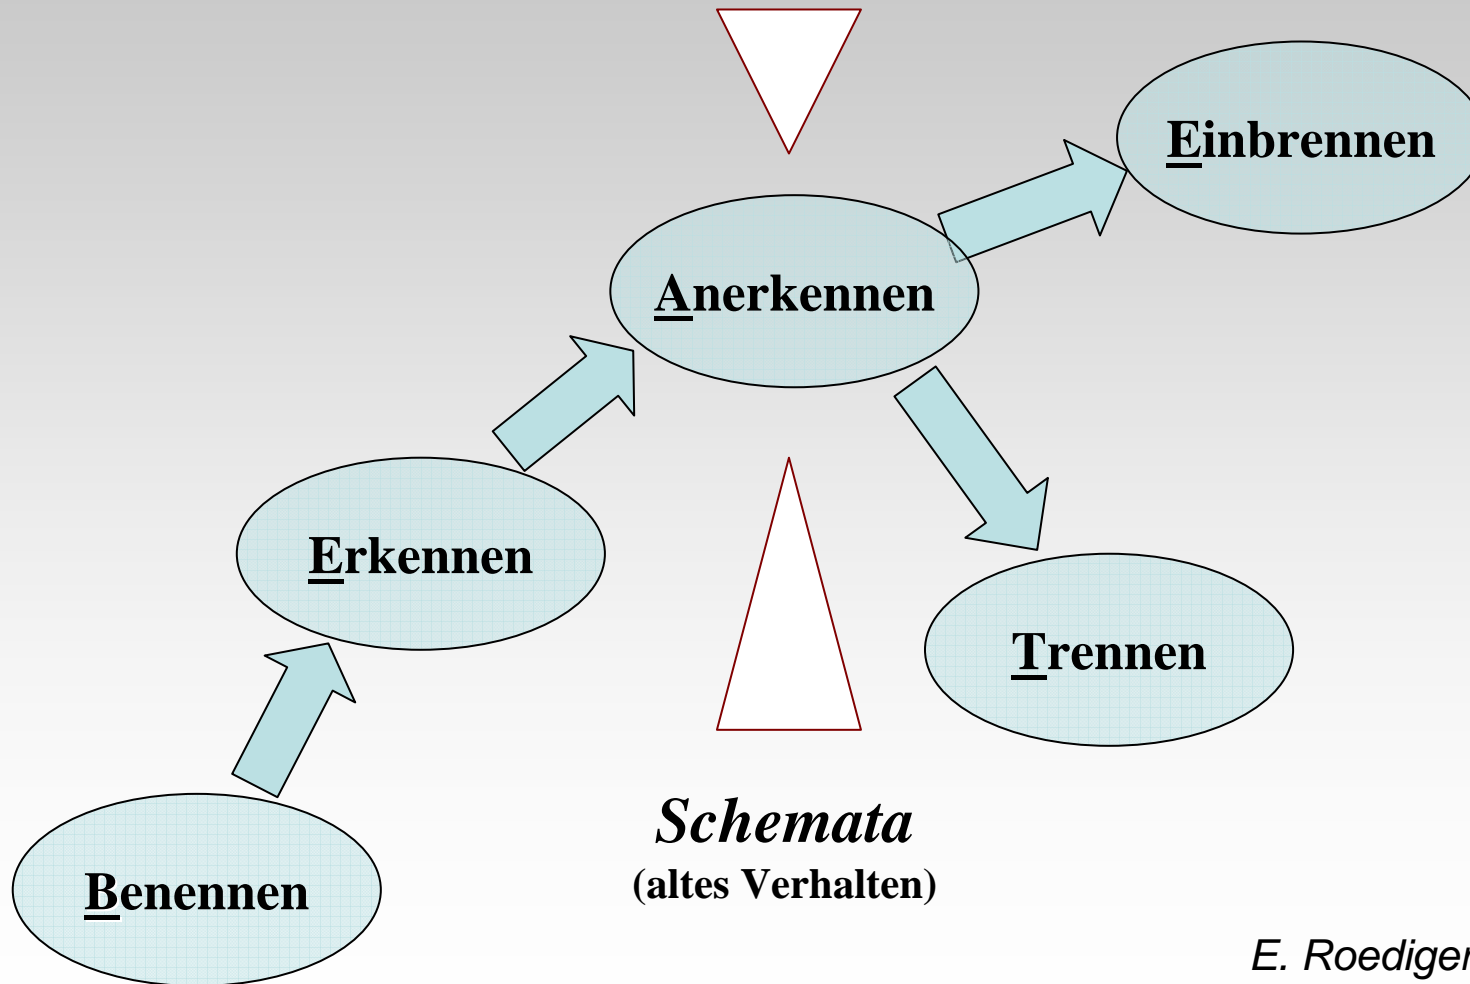 Einbrennen
Anerkennen
Erkennen
Trennen
Schemata
(altes Verhalten)
Benennen
E. Roediger